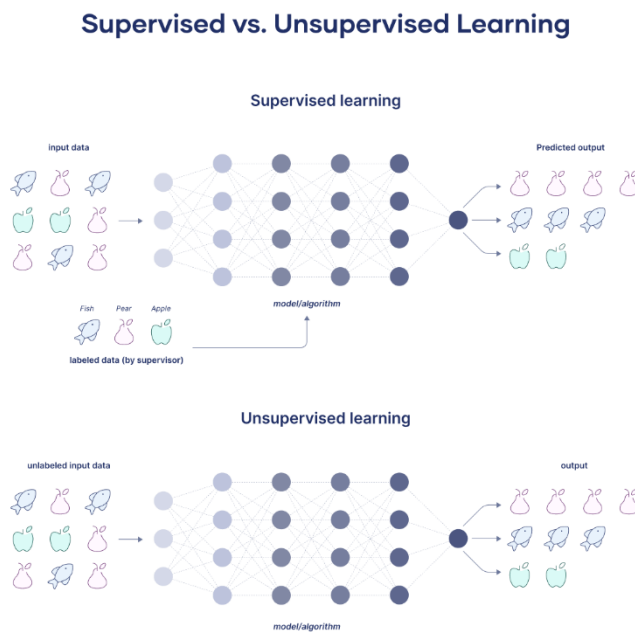 Supervised vs. Unsupervised Learning
Supervised learning
input data
Predicted output
Fish Pear Apple
model/algorithm
labeled data (by supervisor)
Unsupervised learning
unlabeled input data
output
model/algorithm